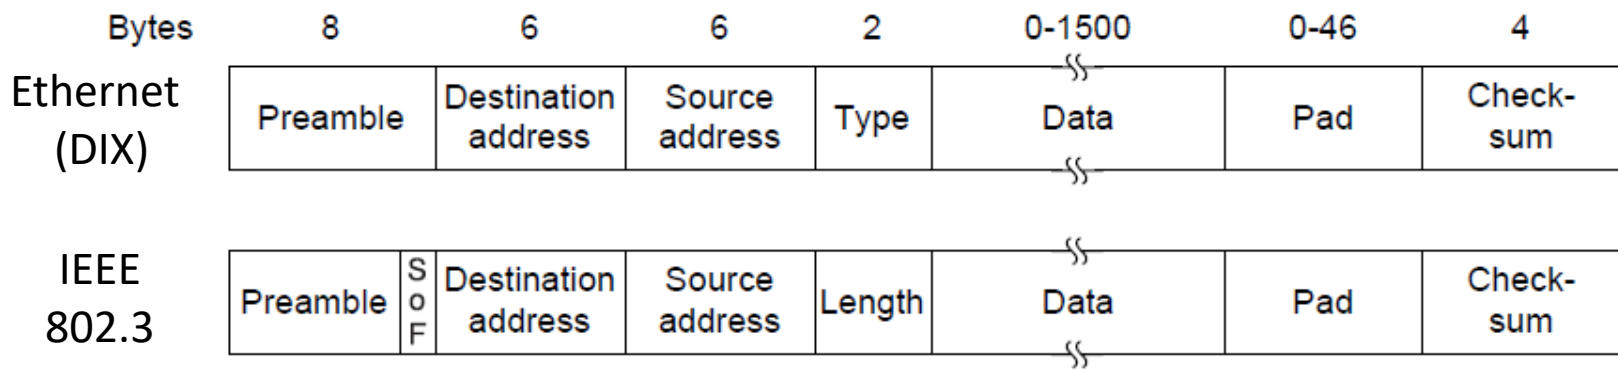 Bytes 8 6 6 2 0-1500 0-46 4
Ethernet
(DIX)
Preamble
Destination
address
Source
address
Type
Data
Pad
Check-
sum
IEEE
802.3
Preamble
S
o
F
Destination
address
Source
address
Length
Data
Pad
Check-
sum